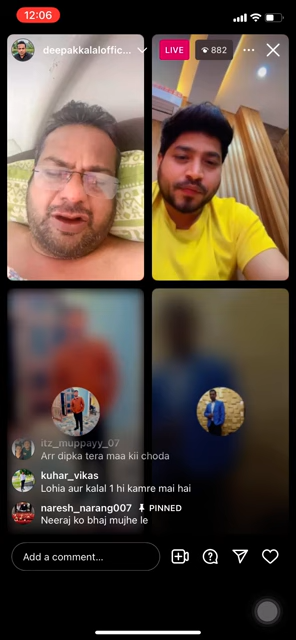 12:06
deepakkalaloffic...
LIVE
882
itz_muppayy_07
Arr dipka tera maa kii choda
kuhar_vikas
Lohia aur kalal 1 hi kamre mai hai
naresh_narang007 PINNED
Neeraj ko bhaj mujhe le
Add a comment...